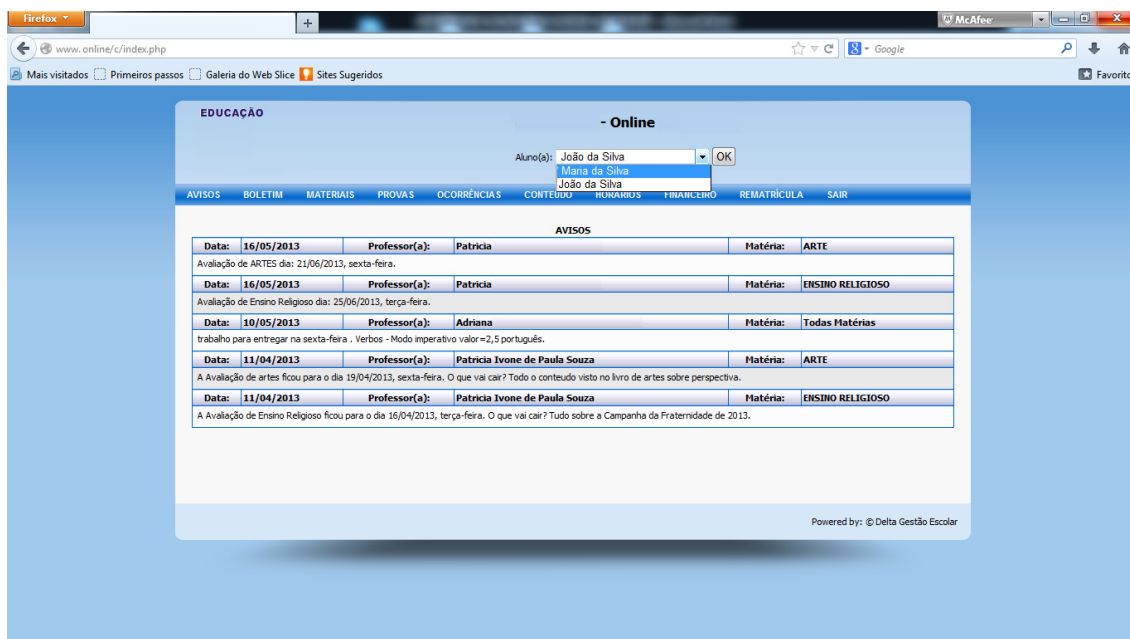 Firefox
+
McAfee
www.online/c/index.php
Google
Mais visitados Primeiros passos Galeria do Web Slice Sites Sugeridos
EDUCAÇÃO
- Online
Aluno(a): João da Silva OK
Maria da Silva
João da Silva
AVISOS BOLETIM MATERIAIS PROVAS OCORRÊNCIAS CONTEÚDO HORÁRIOS FINANCEIRO REMATRÍCULA SAIR
AVISOS
Data: 16/05/2013 Professor(a): Patricia Matéria: ARTE
Avaliação de ARTES dia: 21/06/2013, sexta-feira.
Data: 16/05/2013 Professor(a): Patricia Matéria: ENSINO RELIGIOSO
Avaliação de Ensino Religioso dia: 25/06/2013, terça-feira.
Data: 10/05/2013 Professor(a): Adriana Matéria: Todas Matérias
trabalho para entregar na sexta-feira . Verbos - Modo imperativo valor=2,5 português.
Data: 11/04/2013 Professor(a): Patricia Ivone de Paula Souza Matéria: ARTE
A Avaliação de artes ficou para o dia 19/04/2013, sexta-feira. O que vai cair? Todo o conteudo visto no livro de artes sobre perspectiva.
Data: 11/04/2013 Professor(a): Patricia Ivone de Paula Souza Matéria: ENSINO RELIGIOSO
A Avaliação de Ensino Religioso ficou para o dia 16/04/2013, terça-feira. O que vai cair? Tudo sobre a Campanha da Fraternidade de 2013.
Powered by: © Delta Gestão Escolar